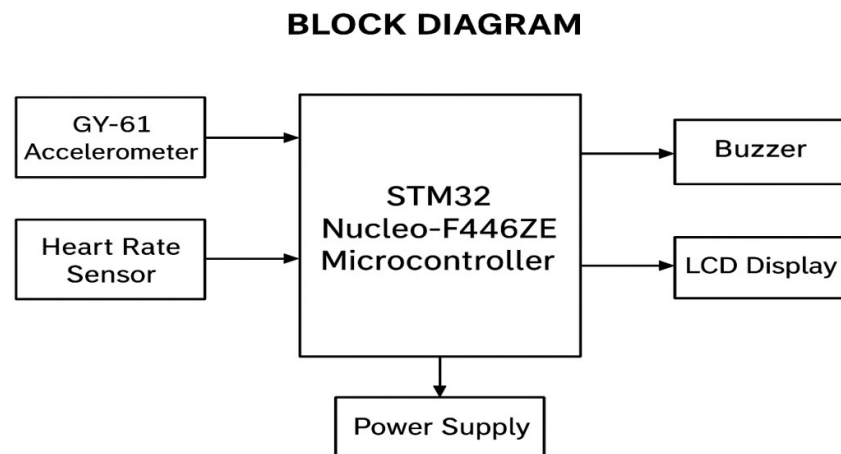 BLOCK DIAGRAM
GY-61
Accelerometer
Heart Rate
Sensor
STM32
Nucleo-F446ZE
Microcontroller
Buzzer
LCD Display
Power Supply